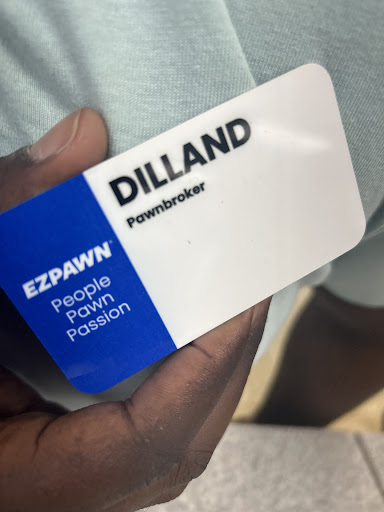 DILLAND
Pawnbroker
EZPAWN®
People
Pawn
Passion